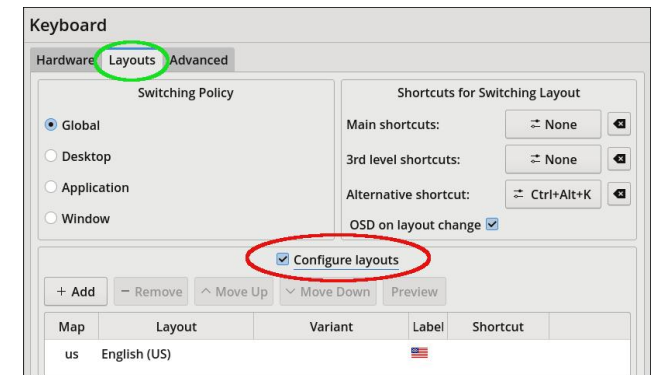 Keyboard
Hardware Layouts Advanced
Switching Policy
Global
Desktop
Application
Window
Shortcuts for Switching Layout
Main shortcuts: None
3rd level shortcuts: None
Alternative shortcut: Ctrl+Alt+K
OSD on layout change
Configure layouts
+ Add − Remove Move Up Move Down Preview
Map Layout Variant Label Shortcut
us English (US)